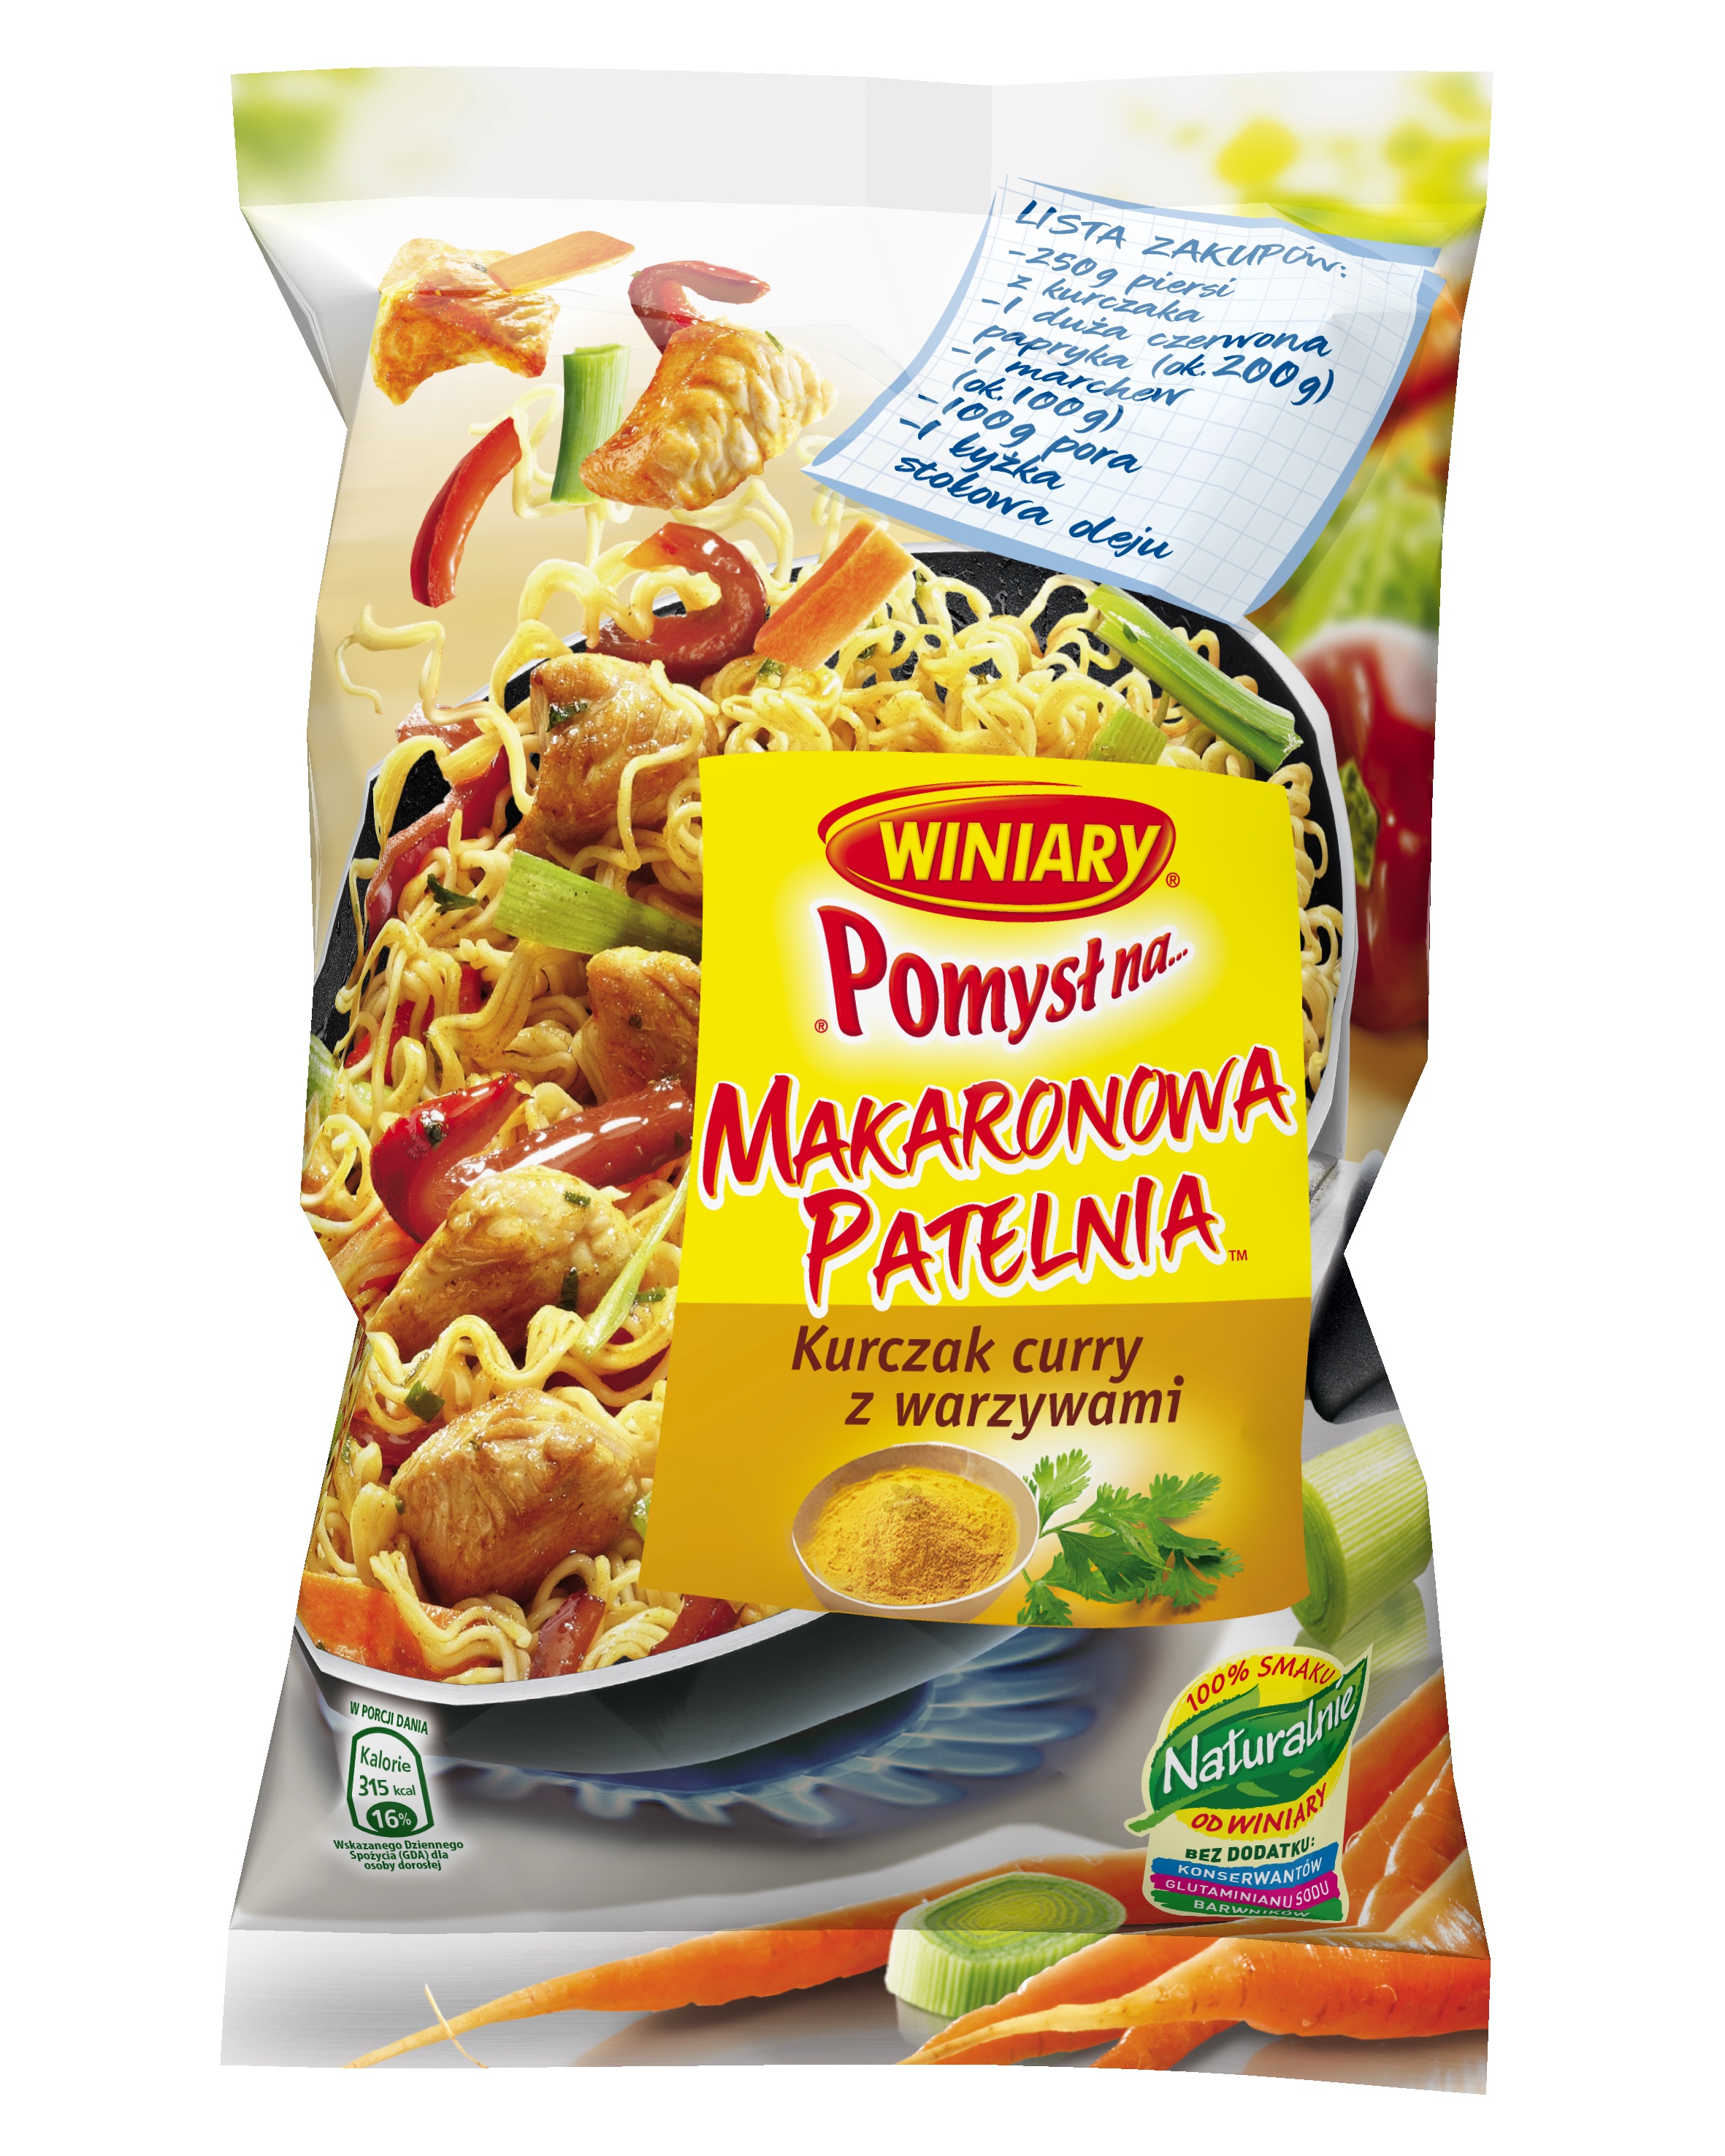 LISTA ZAKUPÓW:
-250g piersi
z kurczaka
-1 duża czerwona
papryka (ok. 200g)
-1 marchew
(ok. 100g)
-100g pora
-1 łyżka
stołowa oleju
WINIARY®
Pomysł na...
®
MAKARONOWA
PATELNIA™
Kurczak curry
z warzywami
W PORCJI DANIA
Kalorie
315 kcal
16%
Wskazanego Dziennego
Spożycia (GDA) dla
osoby dorosłej
100% SMAKU
Naturalnie
OD WINIARY
BEZ DODATKU:
KONSERWANTÓW
GLUTAMINIANU SODU
BARWNIKÓW